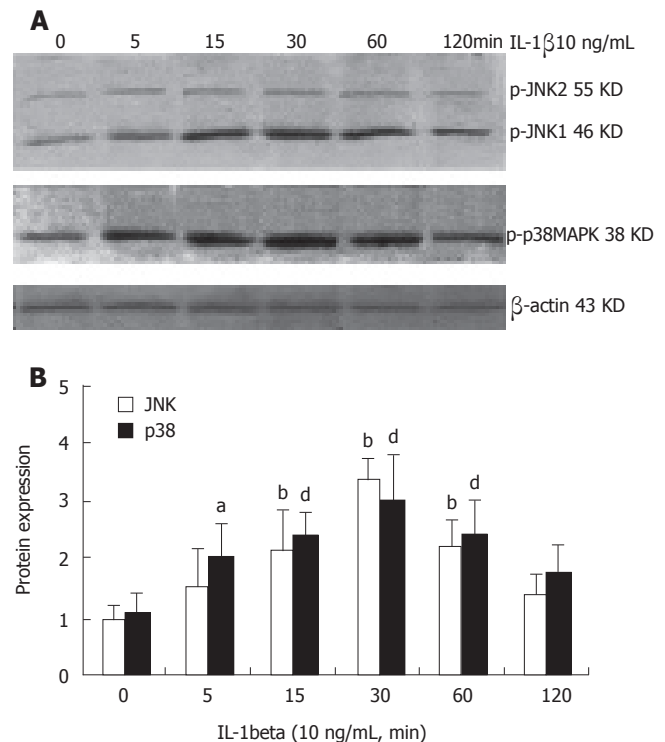 A
0 5 15 30 60 120min IL-1β10 ng/mL
p-JNK2 55 KD
p-JNK1 46 KD
p-p38MAPK 38 KD
β-actin 43 KD
B
5
4
3
2
1
0
Protein expression
JNK
p38
a
b d
b d
b d
0 5 15 30 60 120
IL-1beta (10 ng/mL, min)